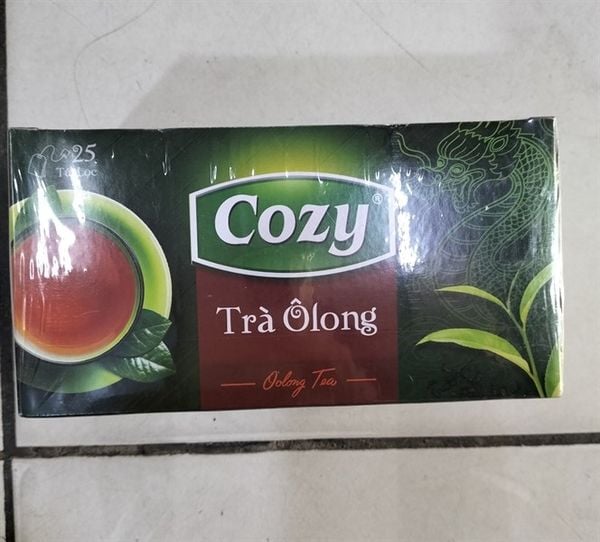 25
Túi Lọc
Cozy®
Trà Ôlong
Oolong Tea